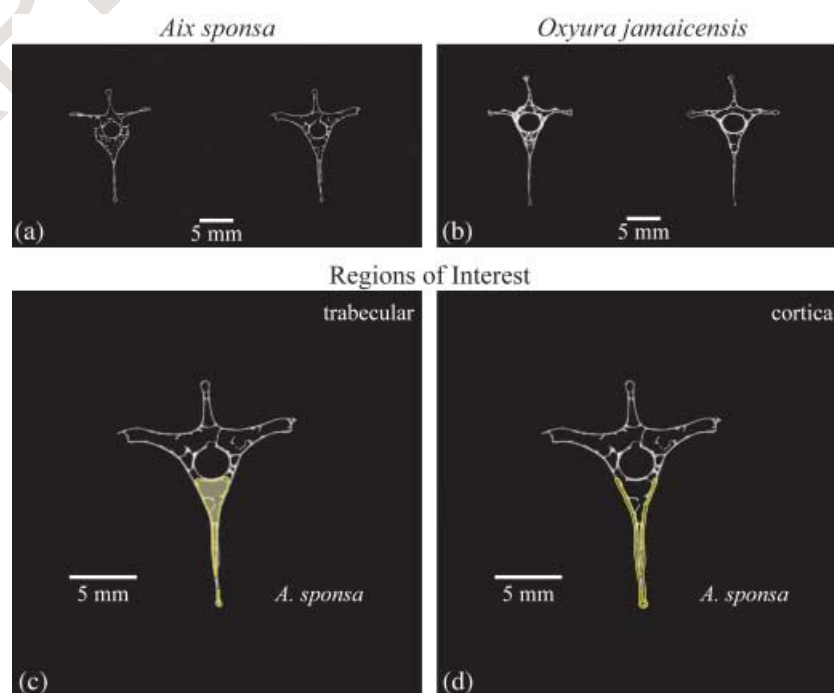 Aix sponsa
Oxyura jamaicensis
(a)
5 mm
(b)
5 mm
Regions of Interest
trabecular
5 mm
A. sponsa
(c)
cortica
5 mm
A. sponsa
(d)